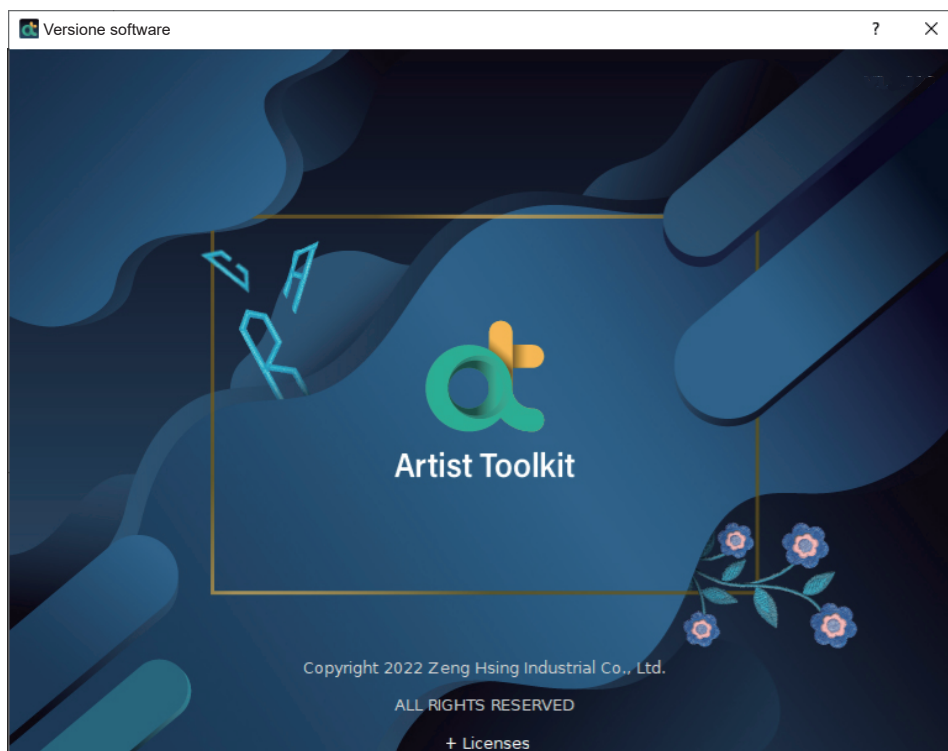 Versione software
Artist Toolkit
Copyright 2022 Zeng Hsing Industrial Co., Ltd.
ALL RIGHTS RESERVED
+ Licenses